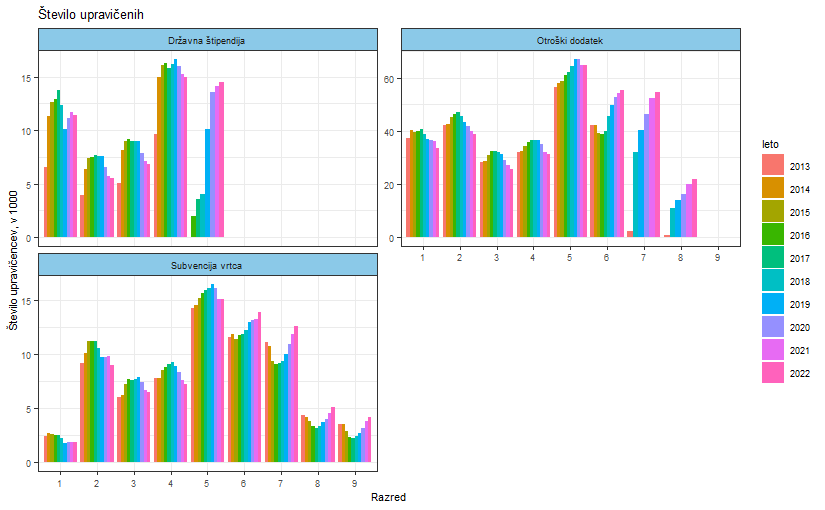 Število upravičenih
Državna štipendija
Otroški dodatek
15
10
5
0
60
40
20
0
1 2 3 4 5 6 7 8 9
Subvencija vrtca
15
10
5
0
1 2 3 4 5 6 7 8 9
Število upravičencev, v 1000
Razred
leto
2013
2014
2015
2016
2017
2018
2019
2020
2021
2022